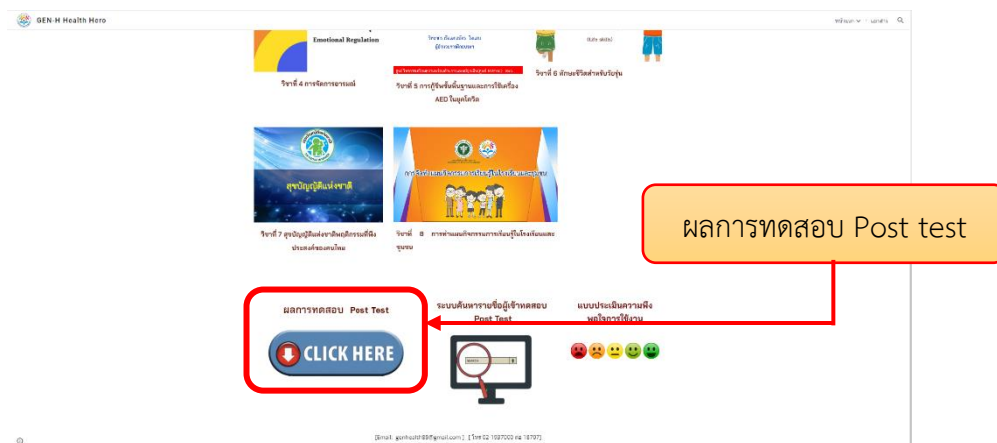 GEN-H Health Hero
หน้าแรก
Emotional Regulation
วิชาที่ 4 การจัดการอารมณ์
วิชาที่ 5 การกู้ชีพขั้นพื้นฐานและการใช้เครื่อง
AED ในยุคโควิด
วิชาที่ 6 ทักษะชีวิตสำหรับวัยรุ่น
สุขบัญญัติแห่งชาติ
วิชาที่ 7 สุขบัญญัติแห่งชาติพฤติกรรมที่พึง
ประสงค์ของคนไทย
วิชาที่ 8 การทำแผนกิจกรรมการเรียนรู้ในโรงเรียนและ
ชุมชน
ผลการทดสอบ Post test
ผลการทดสอบ Post Test
CLICK HERE
ระบบค้นหารายชื่อผู้เข้าทดสอบ
Post Test
แบบประเมินความพึง
พอใจการใช้งาน